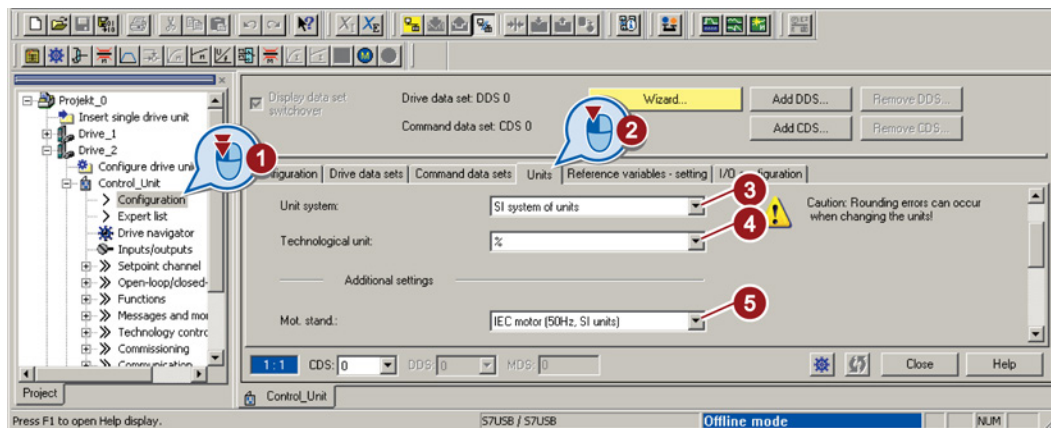 Projekt_0
Insert single drive unit
Drive_1
Drive_2
Configure drive uni
Control_Unit
Configuration
Expert list
Drive navigator
Inputs/outputs
Setpoint channel
Open-loop/closed-
Functions
Messages and mo
Technology contro
Commissioning
Communication
Project
1
Display data set
switchover
Drive data set: DDS 0
Wizard...
Add DDS...
Remove DDS...
Command data set: CDS 0
2
Add CDS...
Remove CDS...
nfiguration
Drive data sets
Command data sets
Units
Reference variables - setting
I/O configuration
Unit system:
SI system of units
3
Caution: Rounding errors can occur
when changing the units!
Technological unit:
%
4
Additional settings
Mot. stand.:
IEC motor (50Hz, SI units)
5
1:1
CDS: 0
DDS: 0
MDS: 0
Close
Help
Control_Unit
Press F1 to open Help display.
S7USB / S7USB
Offline mode
NUM